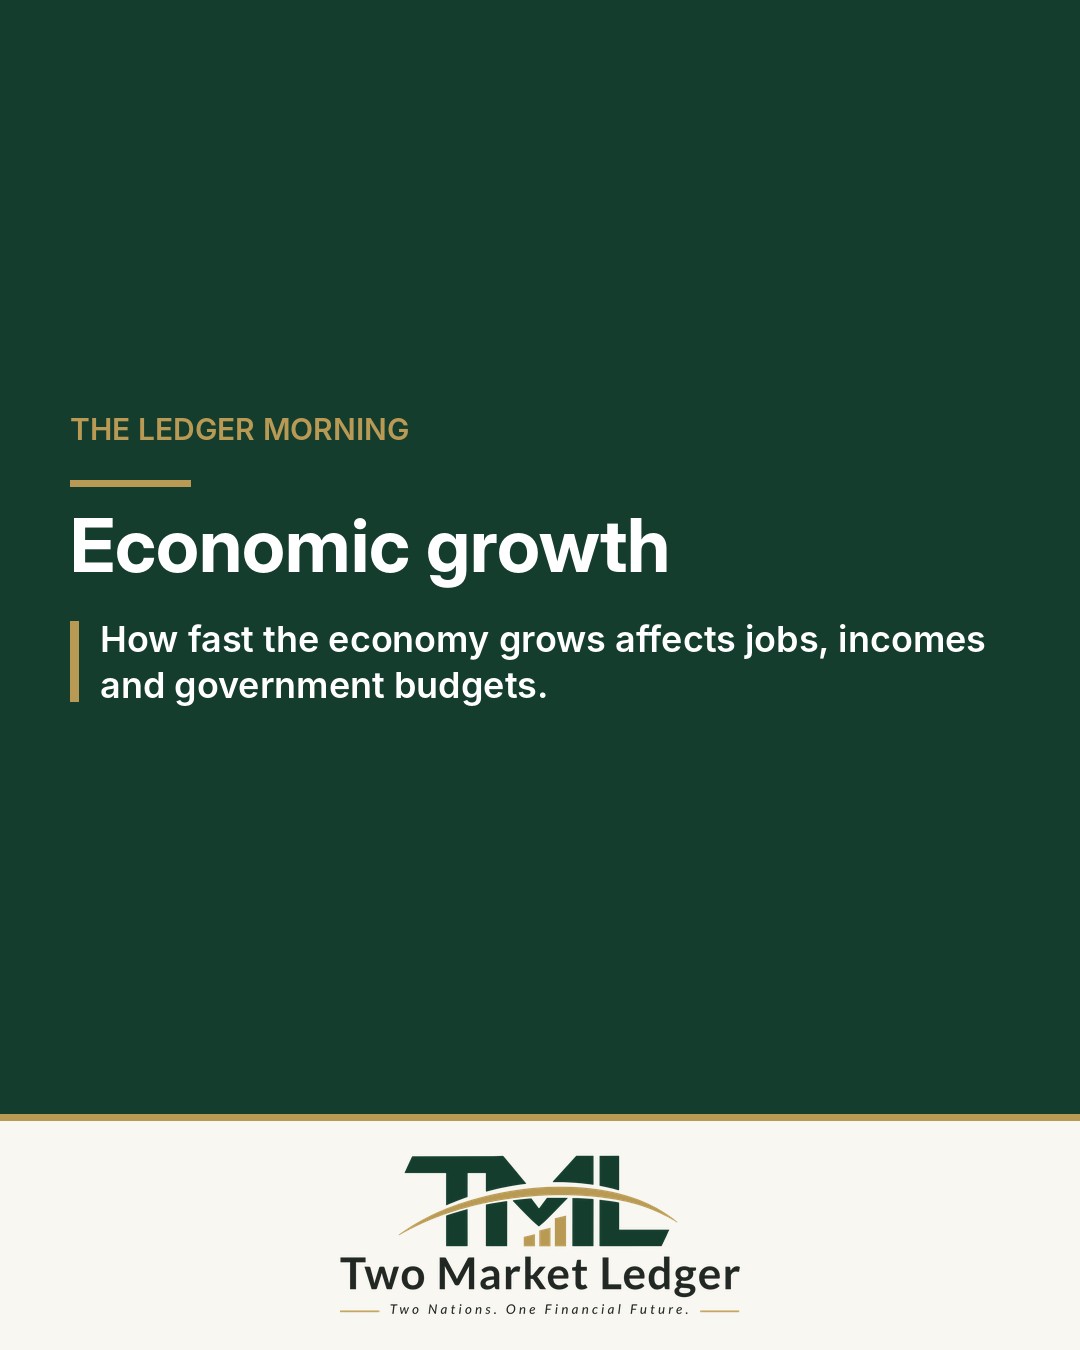 THE LEDGER MORNING
Economic growth
How fast the economy grows affects jobs, incomes
and government budgets.
TML
Two Market Ledger
Two Nations. One Financial Future.